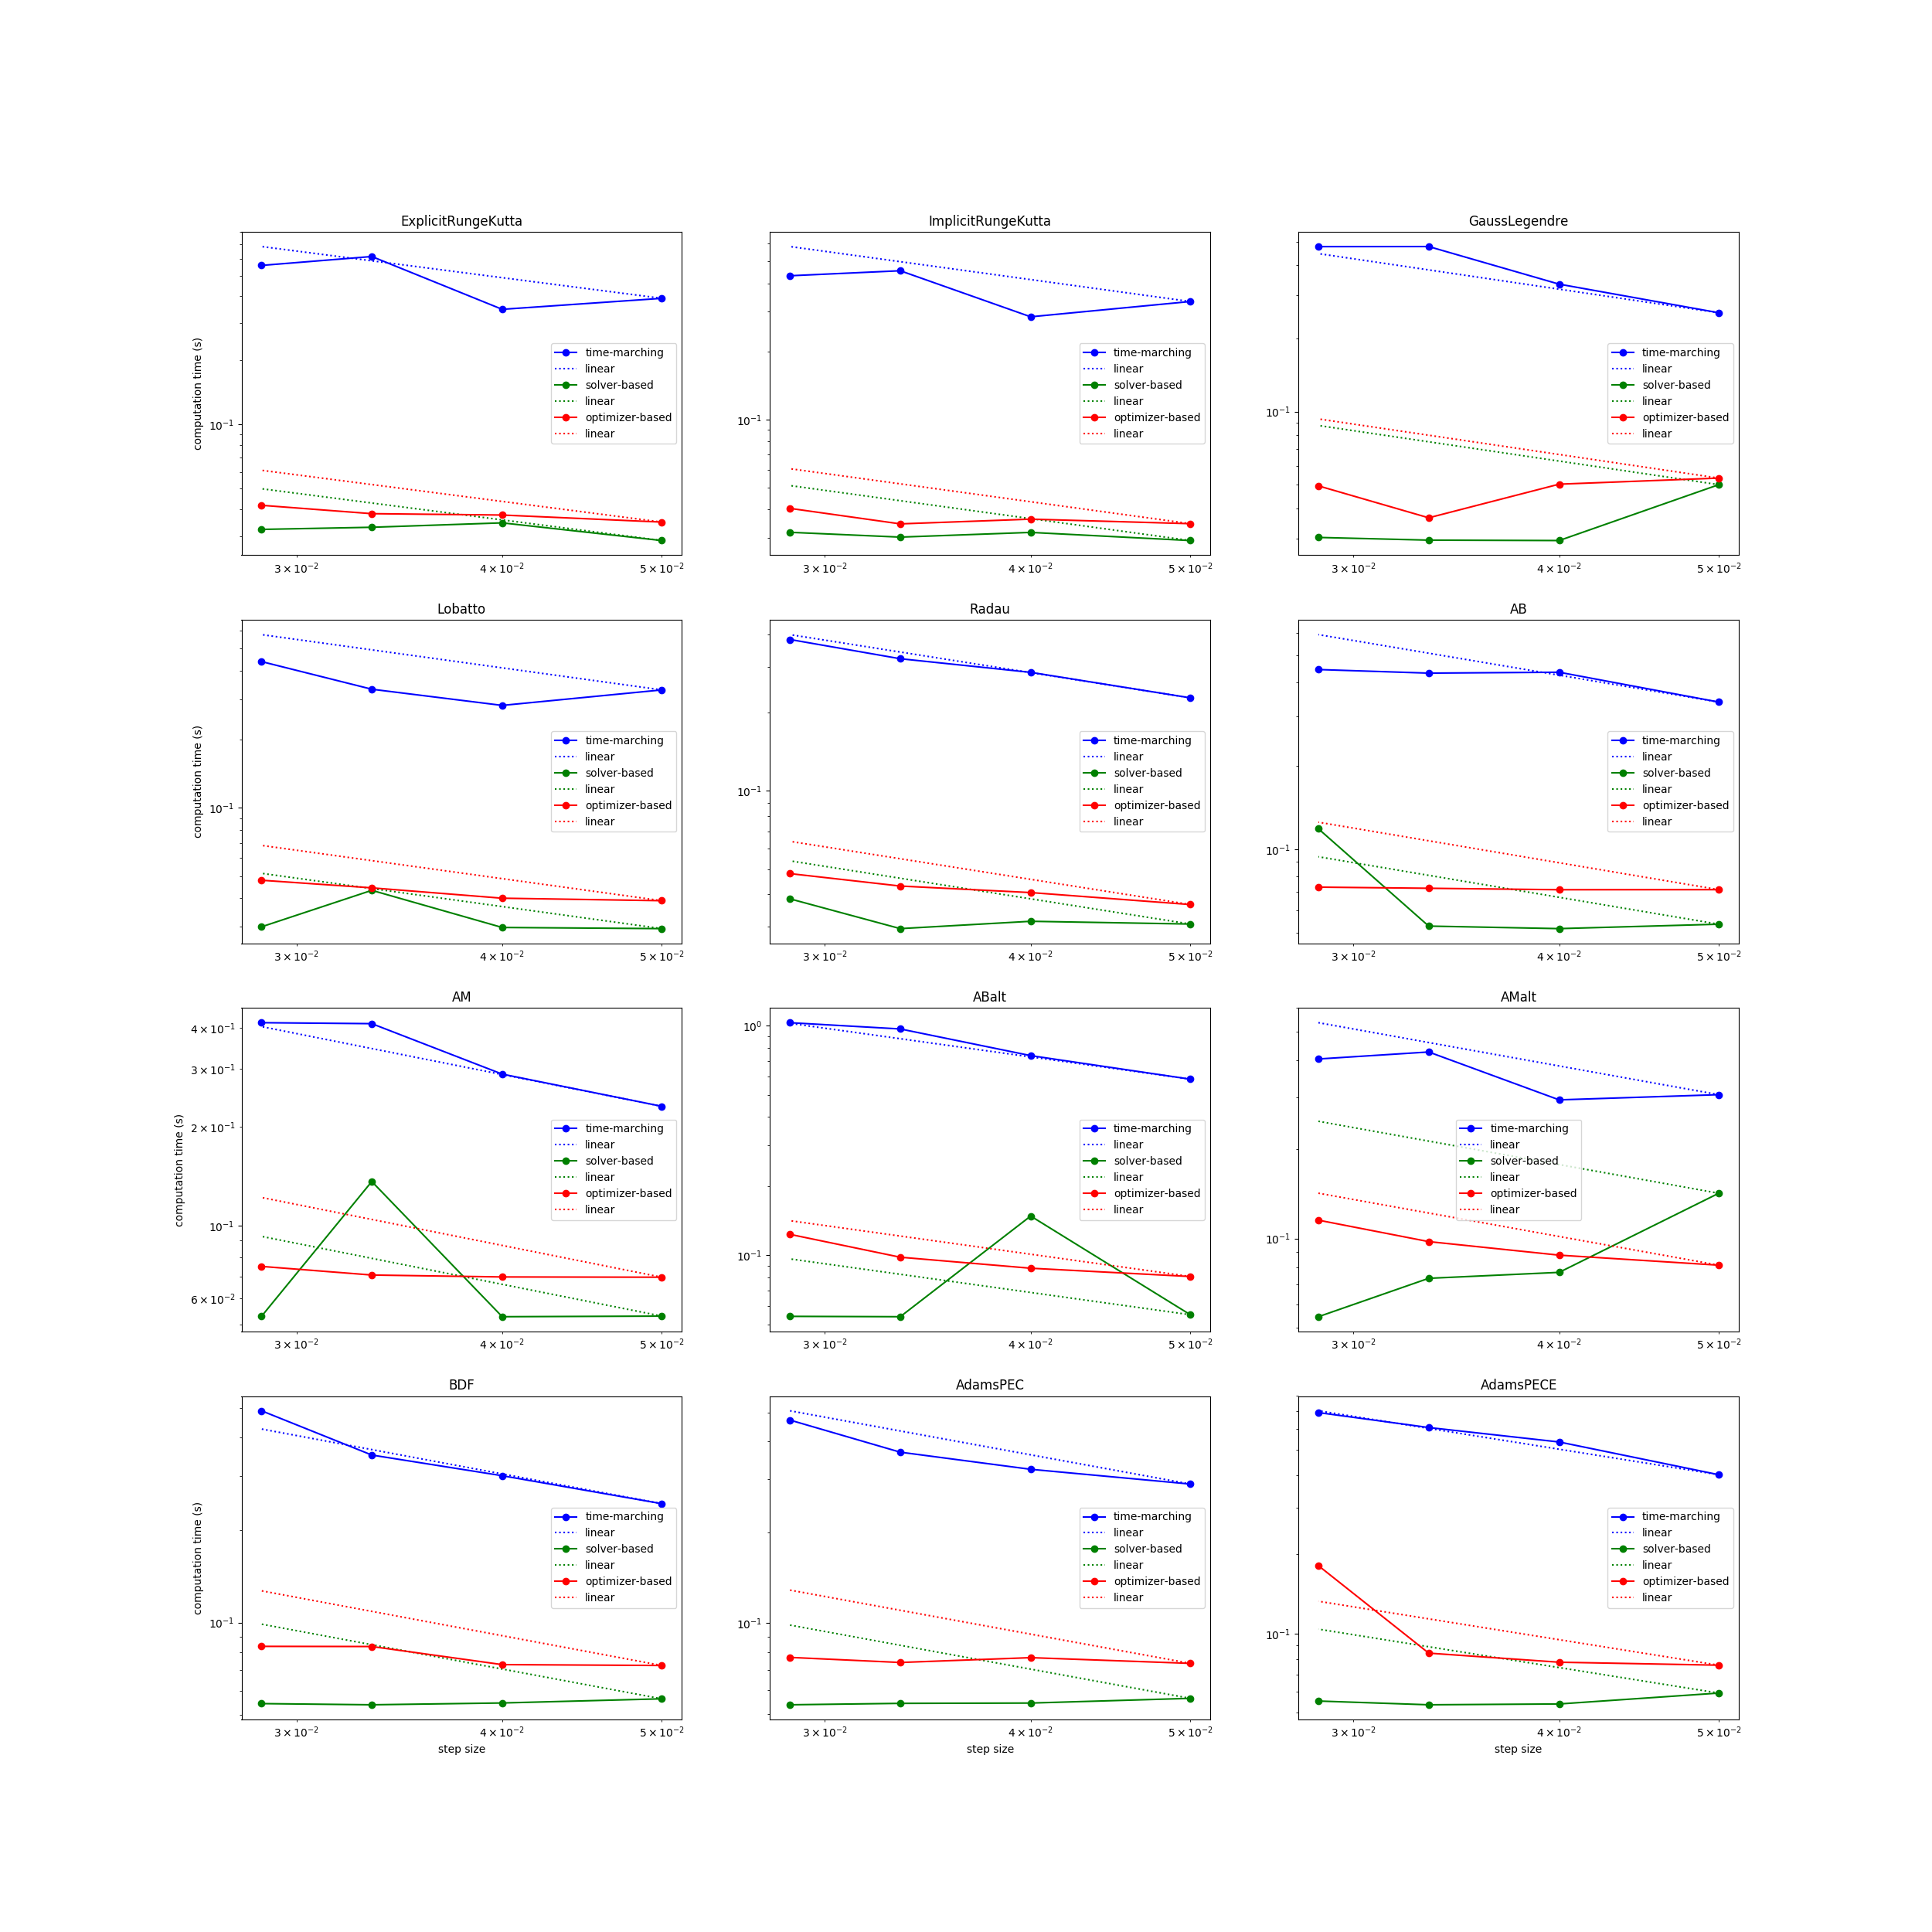 ExplicitRungeKutta
computation time (s)
10⁻¹
3 × 10⁻²
4 × 10⁻²
5 × 10⁻²
time-marching
linear
solver-based
linear
optimizer-based
linear
ImplicitRungeKutta
10⁻¹
3 × 10⁻²
4 × 10⁻²
5 × 10⁻²
time-marching
linear
solver-based
linear
optimizer-based
linear
GaussLegendre
10⁻¹
3 × 10⁻²
4 × 10⁻²
5 × 10⁻²
time-marching
linear
solver-based
linear
optimizer-based
linear
Lobatto
computation time (s)
10⁻¹
3 × 10⁻²
4 × 10⁻²
5 × 10⁻²
time-marching
linear
solver-based
linear
optimizer-based
linear
Radau
10⁻¹
3 × 10⁻²
4 × 10⁻²
5 × 10⁻²
time-marching
linear
solver-based
linear
optimizer-based
linear
AB
10⁻¹
3 × 10⁻²
4 × 10⁻²
5 × 10⁻²
time-marching
linear
solver-based
linear
optimizer-based
linear
AM
computation time (s)
4 × 10⁻¹
3 × 10⁻¹
2 × 10⁻¹
10⁻¹
6 × 10⁻²
3 × 10⁻²
4 × 10⁻²
5 × 10⁻²
time-marching
linear
solver-based
linear
optimizer-based
linear
ABalt
10⁰
10⁻¹
3 × 10⁻²
4 × 10⁻²
5 × 10⁻²
time-marching
linear
solver-based
linear
optimizer-based
linear
AMalt
10⁻¹
3 × 10⁻²
4 × 10⁻²
5 × 10⁻²
time-marching
linear
solver-based
linear
optimizer-based
linear
BDF
computation time (s)
10⁻¹
3 × 10⁻²
4 × 10⁻²
5 × 10⁻²
step size
time-marching
linear
solver-based
linear
optimizer-based
linear
AdamsPEC
10⁻¹
3 × 10⁻²
4 × 10⁻²
5 × 10⁻²
step size
time-marching
linear
solver-based
linear
optimizer-based
linear
AdamsPECE
10⁻¹
3 × 10⁻²
4 × 10⁻²
5 × 10⁻²
step size
time-marching
linear
solver-based
linear
optimizer-based
linear